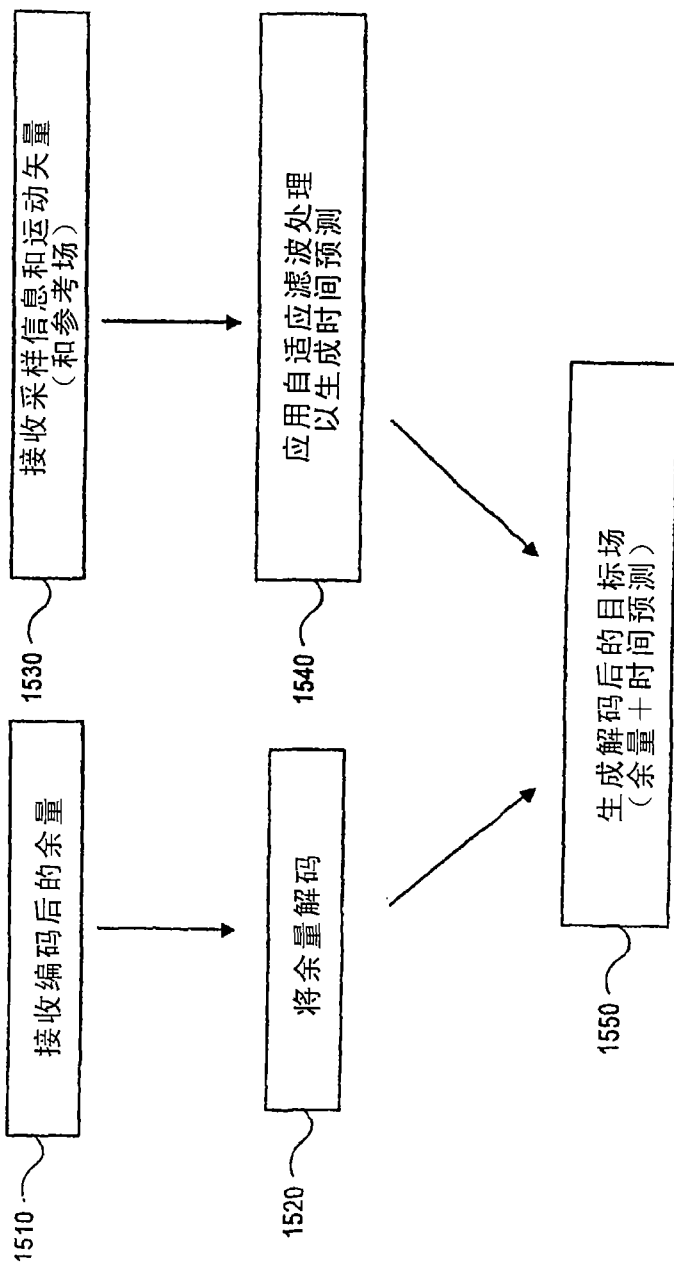 接收编码后的余量
1510
将余量解码
1520
接收采样信息和运动矢量
（和参考场）
1530
应用自适应滤波处理
以生成时间预测
1540
生成解码后的目标场
（余量＋时间预测）
1550